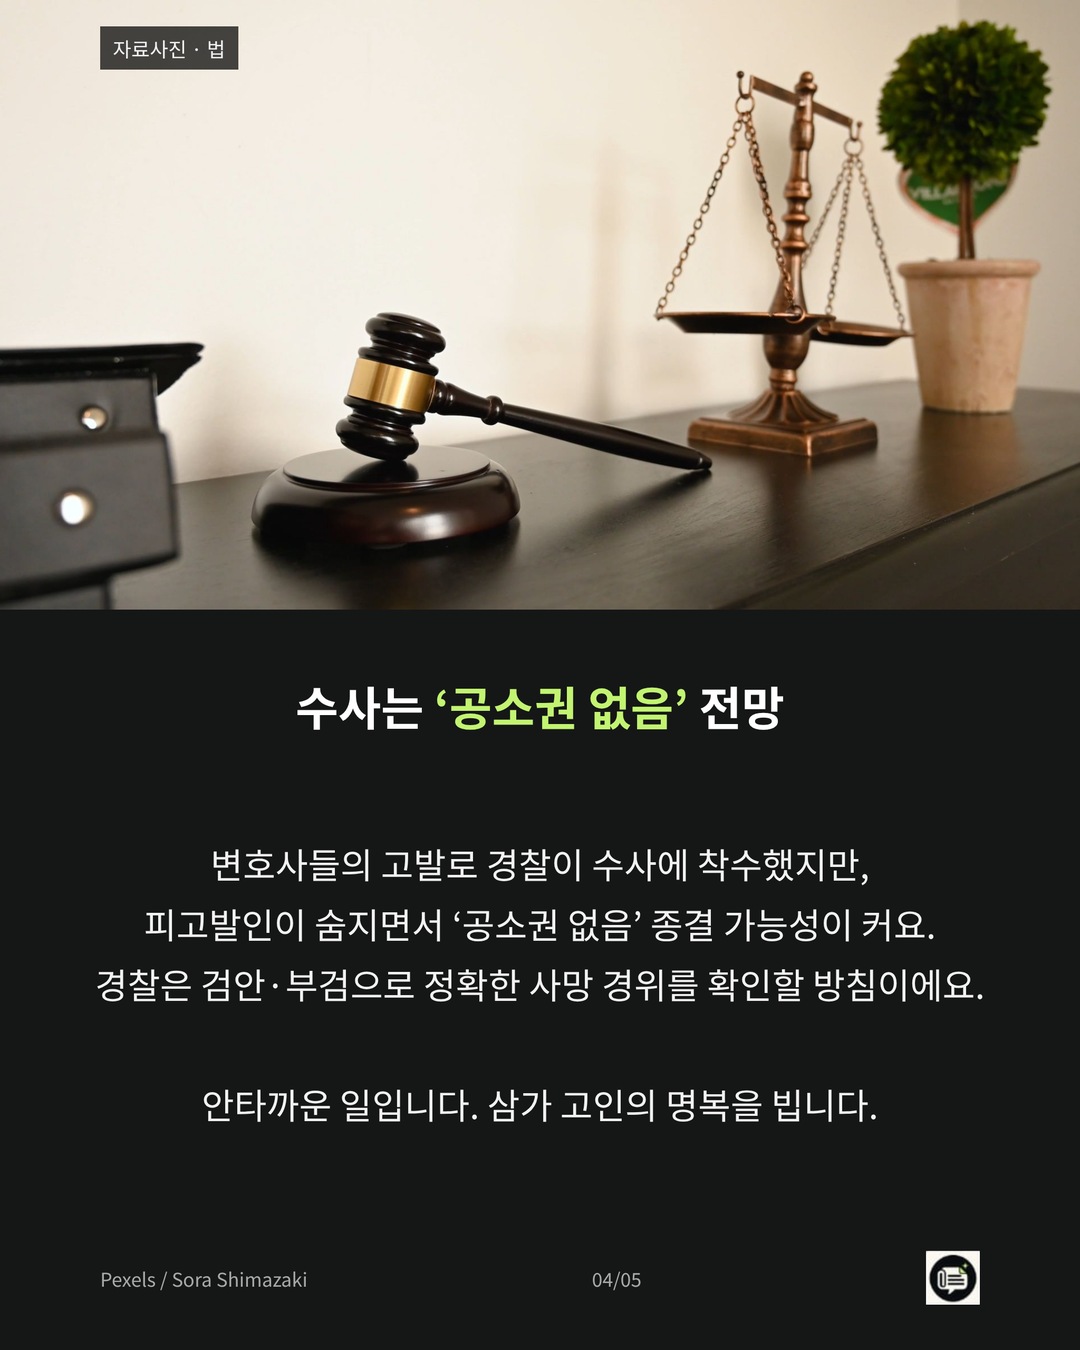 자료사진 · 법
수사는 ‘공소권 없음’ 전망
변호사들의 고발로 경찰이 수사에 착수했지만,
피고발인이 숨지면서 ‘공소권 없음’ 종결 가능성이 커요.
경찰은 검안·부검으로 정확한 사망 경위를 확인할 방침이에요.
안타까운 일입니다. 삼가 고인의 명복을 빕니다.
Pexels / Sora Shimazaki
04/05